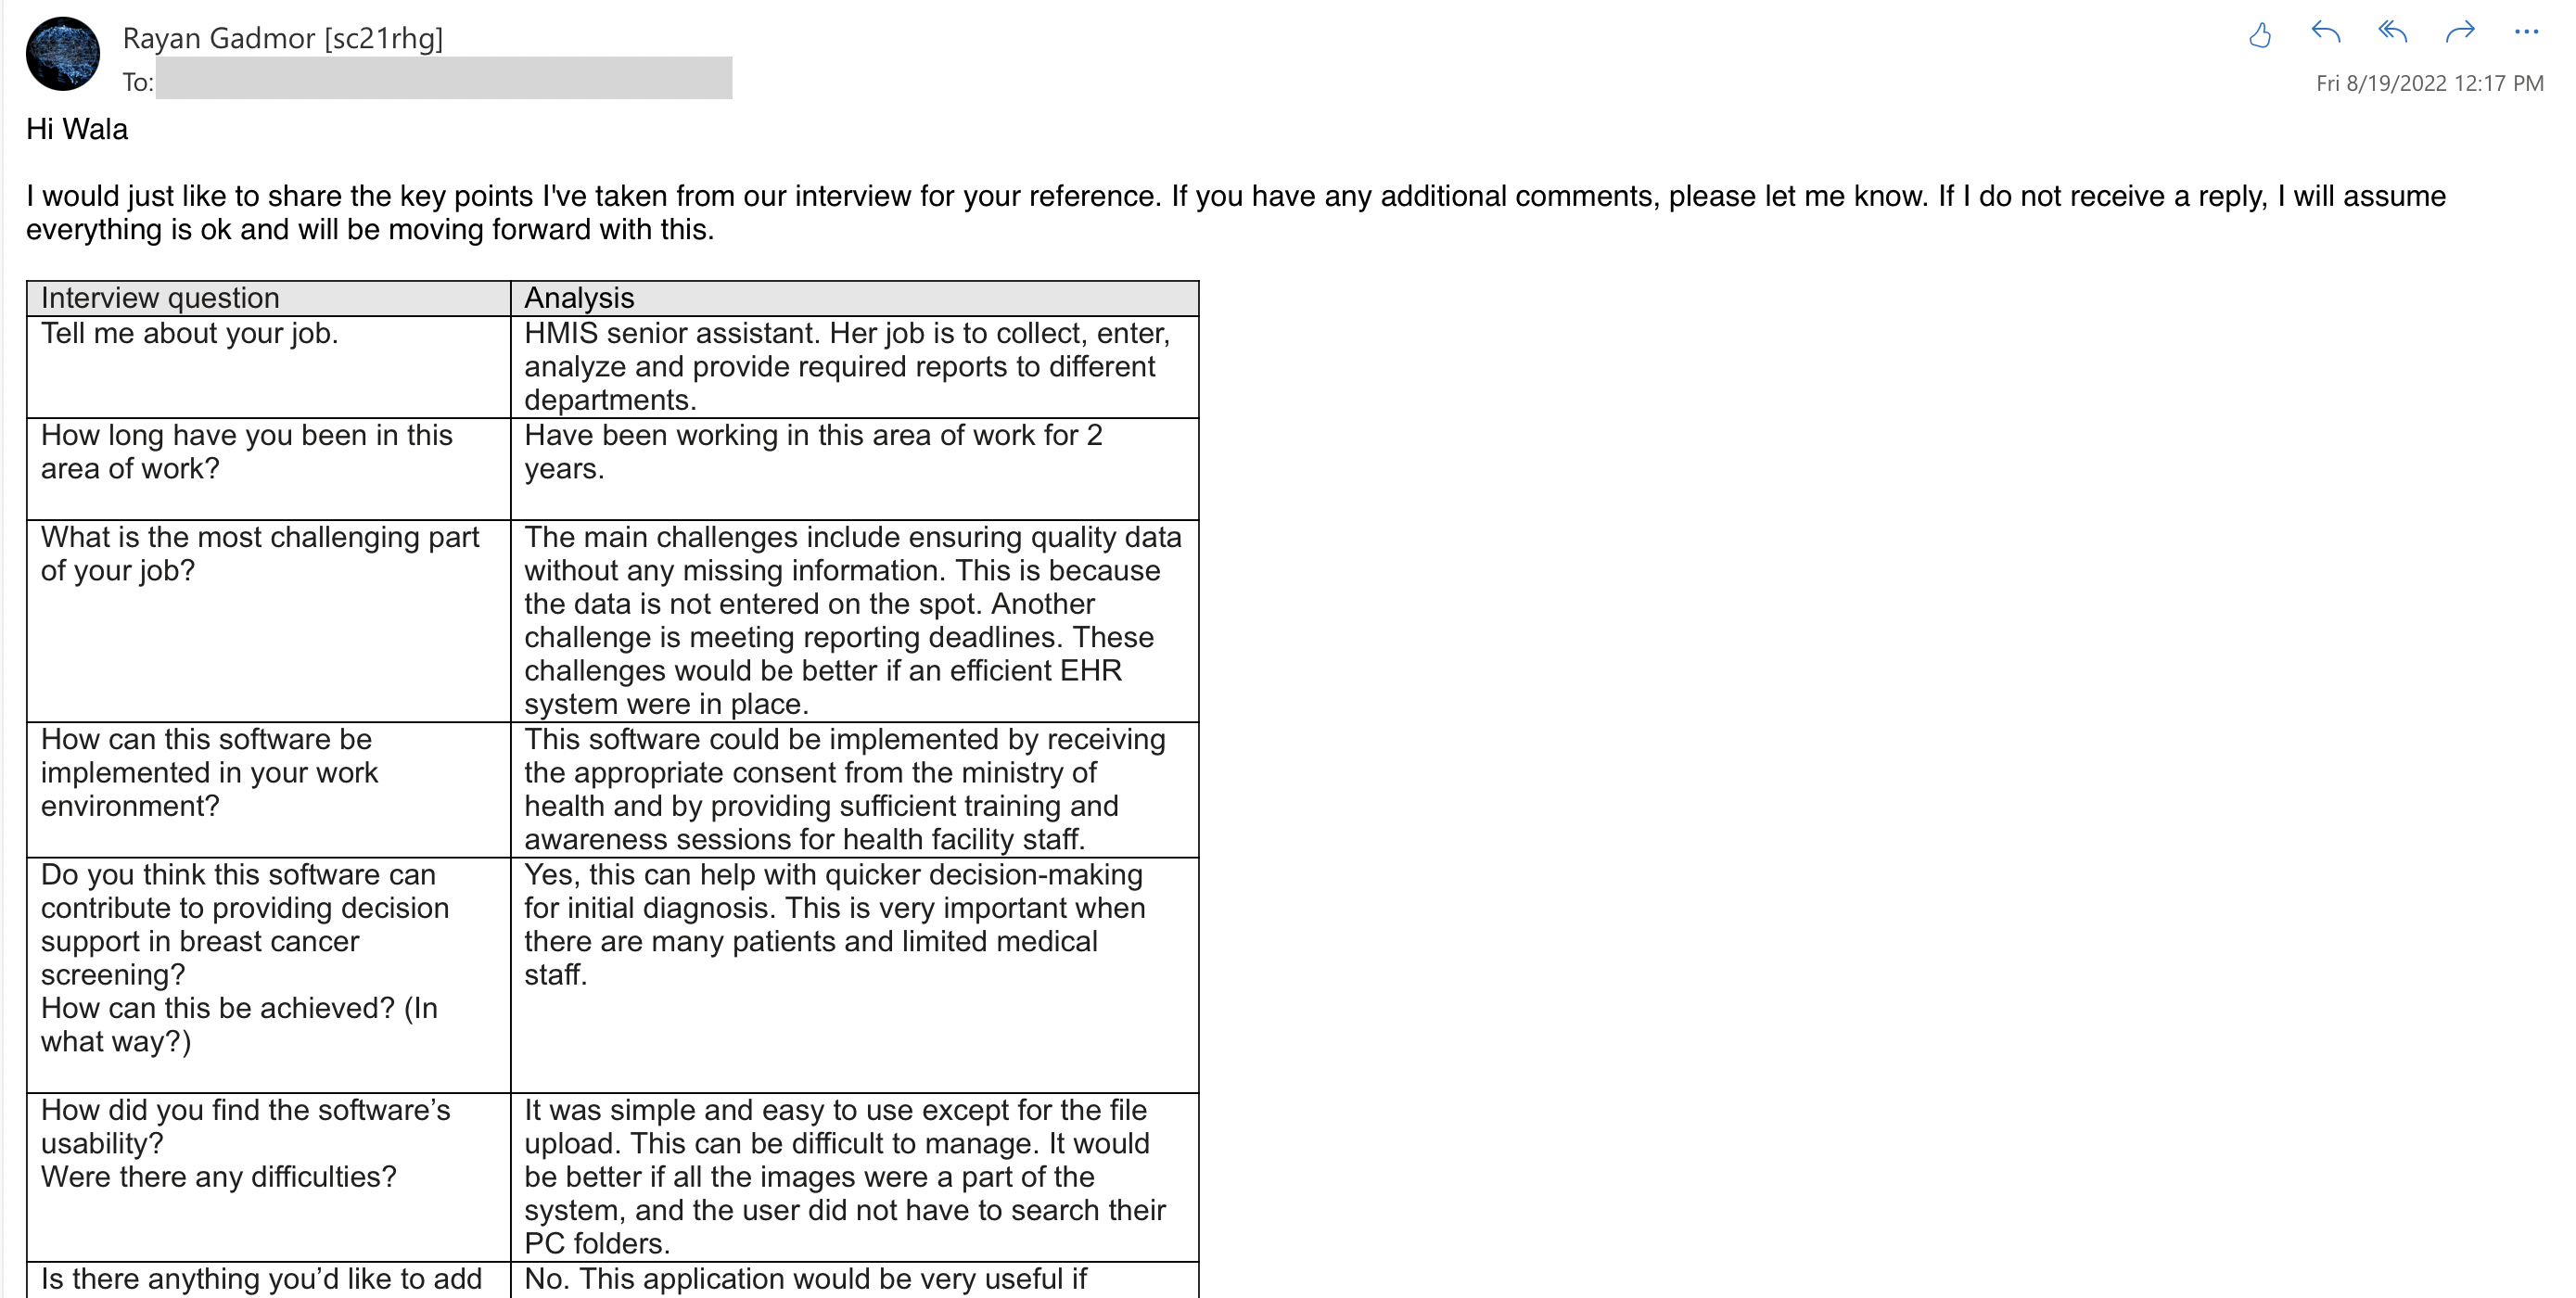 Rayan Gadmor [sc21rhg]
To:
Fri 8/19/2022 12:17 PM
Hi Wala
I would just like to share the key points I've taken from our interview for your reference. If you have any additional comments, please let me know. If I do not receive a reply, I will assume
everything is ok and will be moving forward with this.
Interview question
Analysis
Tell me about your job.
HMIS senior assistant. Her job is to collect, enter,
analyze and provide required reports to different
departments.
How long have you been in this
area of work?
Have been working in this area of work for 2
years.
What is the most challenging part
of your job?
The main challenges include ensuring quality data
without any missing information. This is because
the data is not entered on the spot. Another
challenge is meeting reporting deadlines. These
challenges would be better if an efficient EHR
system were in place.
How can this software be
implemented in your work
environment?
This software could be implemented by receiving
the appropriate consent from the ministry of
health and by providing sufficient training and
awareness sessions for health facility staff.
Do you think this software can
contribute to providing decision
support in breast cancer
screening?
How can this be achieved? (In
what way?)
Yes, this can help with quicker decision-making
for initial diagnosis. This is very important when
there are many patients and limited medical
staff.
How did you find the software’s
usability?
Were there any difficulties?
It was simple and easy to use except for the file
upload. This can be difficult to manage. It would
be better if all the images were a part of the
system, and the user did not have to search their
PC folders.
Is there anything you’d like to add
No. This application would be very useful if